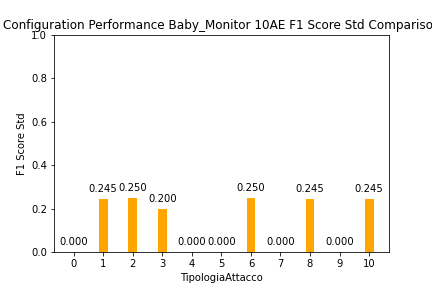 Configuration Performance Baby_Monitor 10AE F1 Score Std Compariso
1.0
0.8
0.6
0.4
0.2
0.0
F1 Score Std
0.000 0.245 0.250 0.200 0.000 0.000 0.250 0.000 0.245 0.000 0.245
0 1 2 3 4 5 6 7 8 9 10
TipologiaAttacco